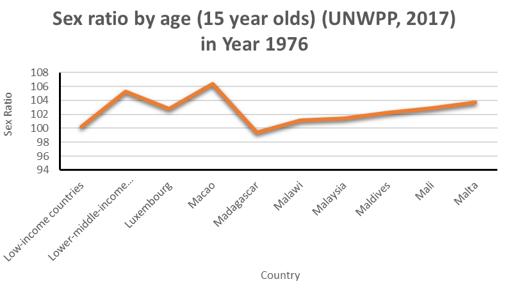 Sex ratio by age (15 year olds) (UNWPP, 2017)
in Year 1976
108
106
104
102
100
98
96
94
Sex Ratio
Low-income countries
Lower-middle-income...
Luxembourg
Macao
Madagascar
Malawi
Malaysia
Maldives
Mali
Malta
Country